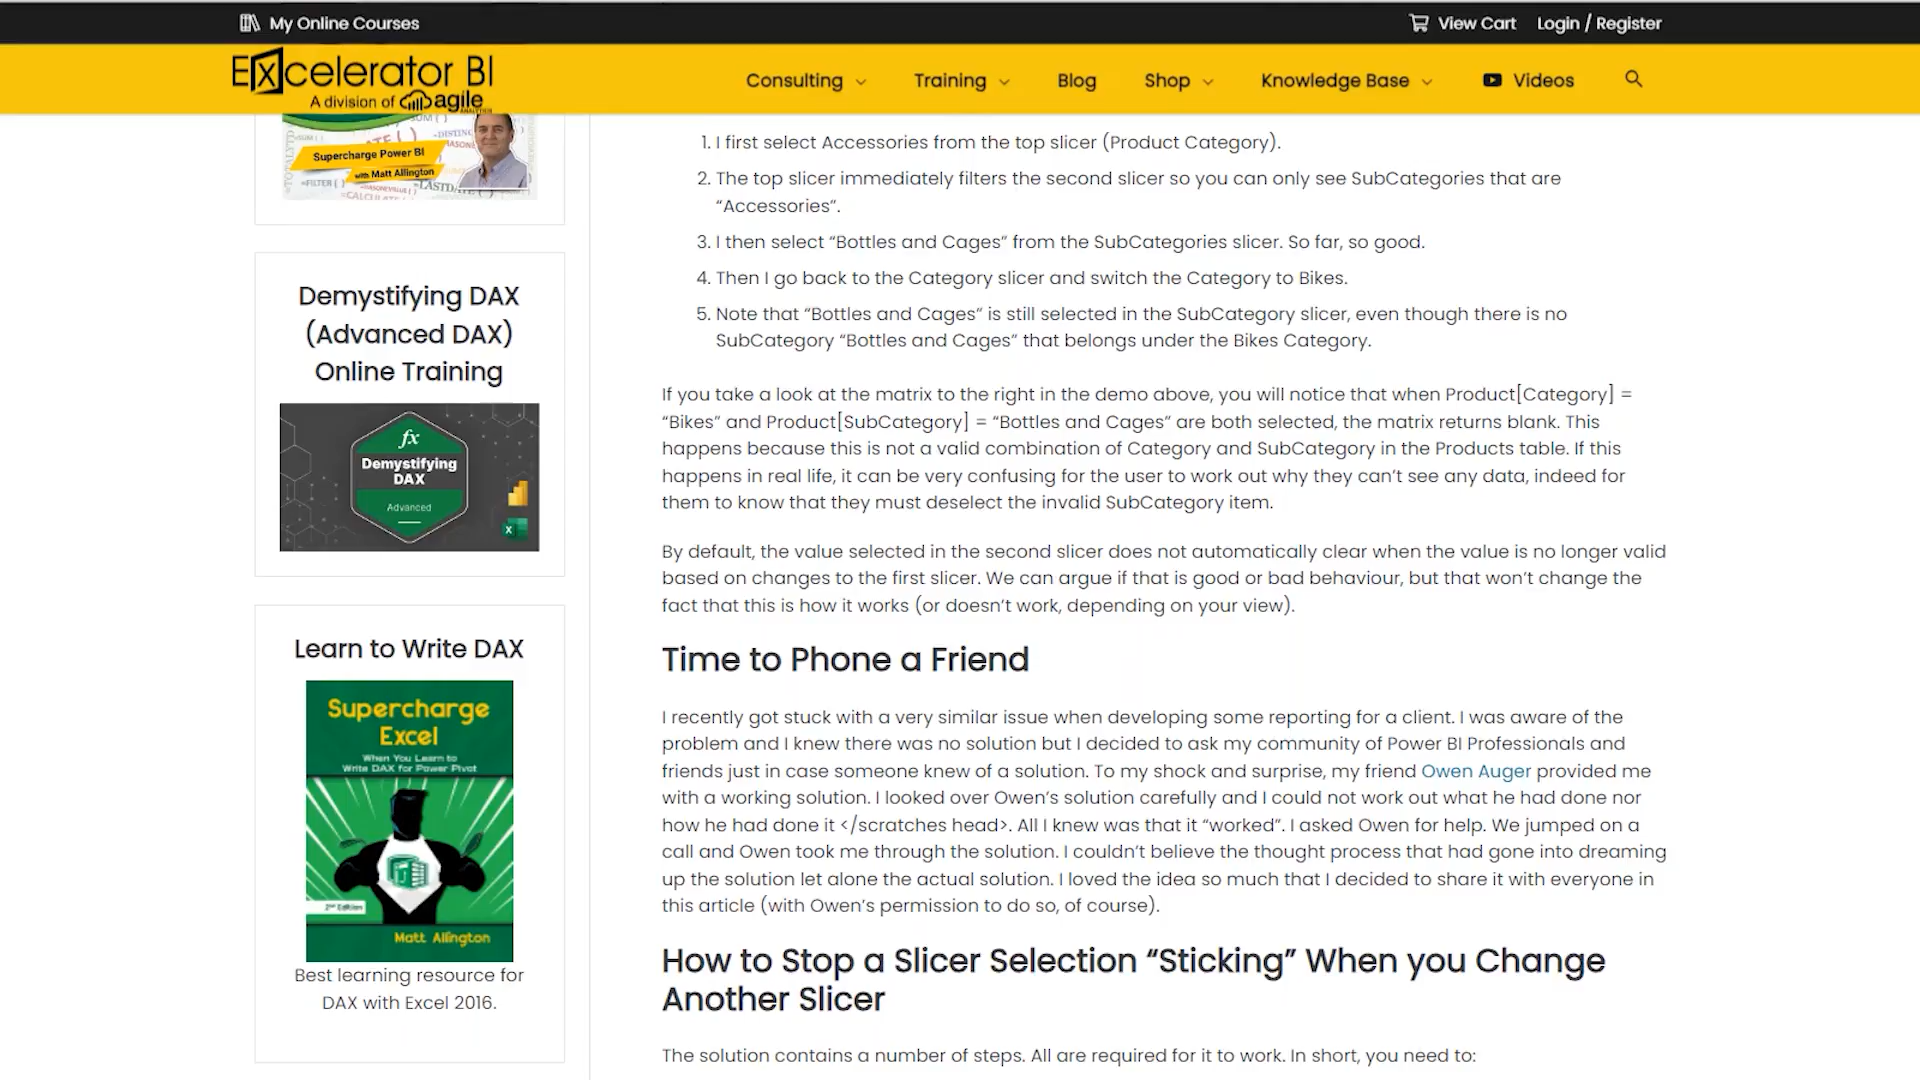 My Online Courses
View Cart
Login / Register
Excelerator BI
A division of agile
ANALYTICS
Consulting
Training
Blog
Shop
Knowledge Base
Videos
Supercharge Power BI
with Matt Allington
=FILTER( )
Demystifying DAX
(Advanced DAX)
Online Training
fx
Demystifying
DAX
Advanced
Learn to Write DAX
Supercharge
Excel
When You Learn to
Write DAX for Power Pivot
2nd Edition
Matt Allington
Best learning resource for
DAX with Excel 2016.
1. I first select Accessories from the top slicer (Product Category).
2. The top slicer immediately filters the second slicer so you can only see SubCategories that are
“Accessories”.
3. I then select “Bottles and Cages” from the SubCategories slicer. So far, so good.
4. Then I go back to the Category slicer and switch the Category to Bikes.
5. Note that “Bottles and Cages” is still selected in the SubCategory slicer, even though there is no
SubCategory “Bottles and Cages” that belongs under the Bikes Category.
If you take a look at the matrix to the right in the demo above, you will notice that when Product[Category] =
“Bikes” and Product[SubCategory] = “Bottles and Cages” are both selected, the matrix returns blank. This
happens because this is not a valid combination of Category and SubCategory in the Products table. If this
happens in real life, it can be very confusing for the user to work out why they can’t see any data, indeed for
them to know that they must deselect the invalid SubCategory item.
By default, the value selected in the second slicer does not automatically clear when the value is no longer valid
based on changes to the first slicer. We can argue if that is good or bad behaviour, but that won’t change the
fact that this is how it works (or doesn’t work, depending on your view).
Time to Phone a Friend
I recently got stuck with a very similar issue when developing some reporting for a client. I was aware of the
problem and I knew there was no solution but I decided to ask my community of Power BI Professionals and
friends just in case someone knew of a solution. To my shock and surprise, my friend Owen Auger provided me
with a working solution. I looked over Owen’s solution carefully and I could not work out what he had done nor
how he had done it </scratches head>. All I knew was that it “worked”. I asked Owen for help. We jumped on a
call and Owen took me through the solution. I couldn’t believe the thought process that had gone into dreaming
up the solution let alone the actual solution. I loved the idea so much that I decided to share it with everyone in
this article (with Owen’s permission to do so, of course).
How to Stop a Slicer Selection “Sticking” When you Change
Another Slicer
The solution contains a number of steps. All are required for it to work. In short, you need to: